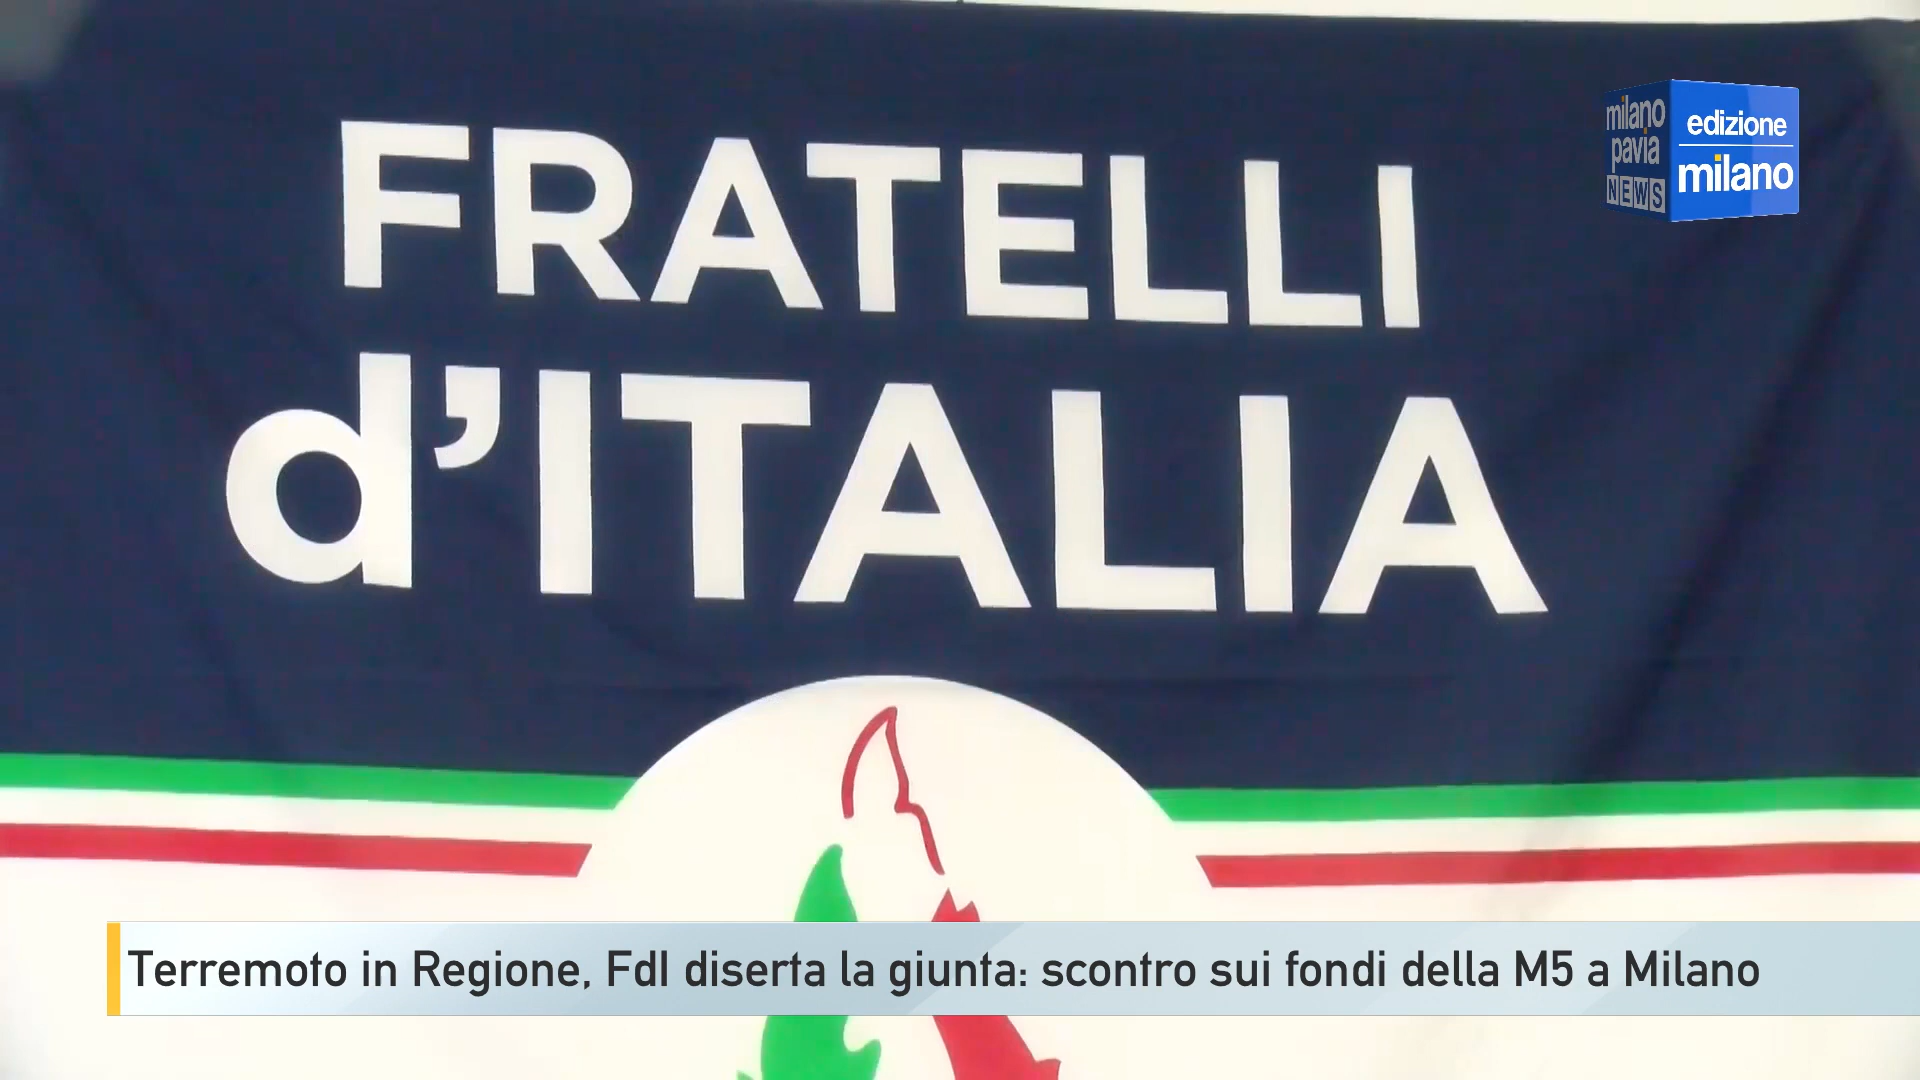 FRATELLI
d'ITALIA
milano
pavia
NEWS
edizione
milano
Terremoto in Regione, FdI diserta la giunta: scontro sui fondi della M5 a Milano